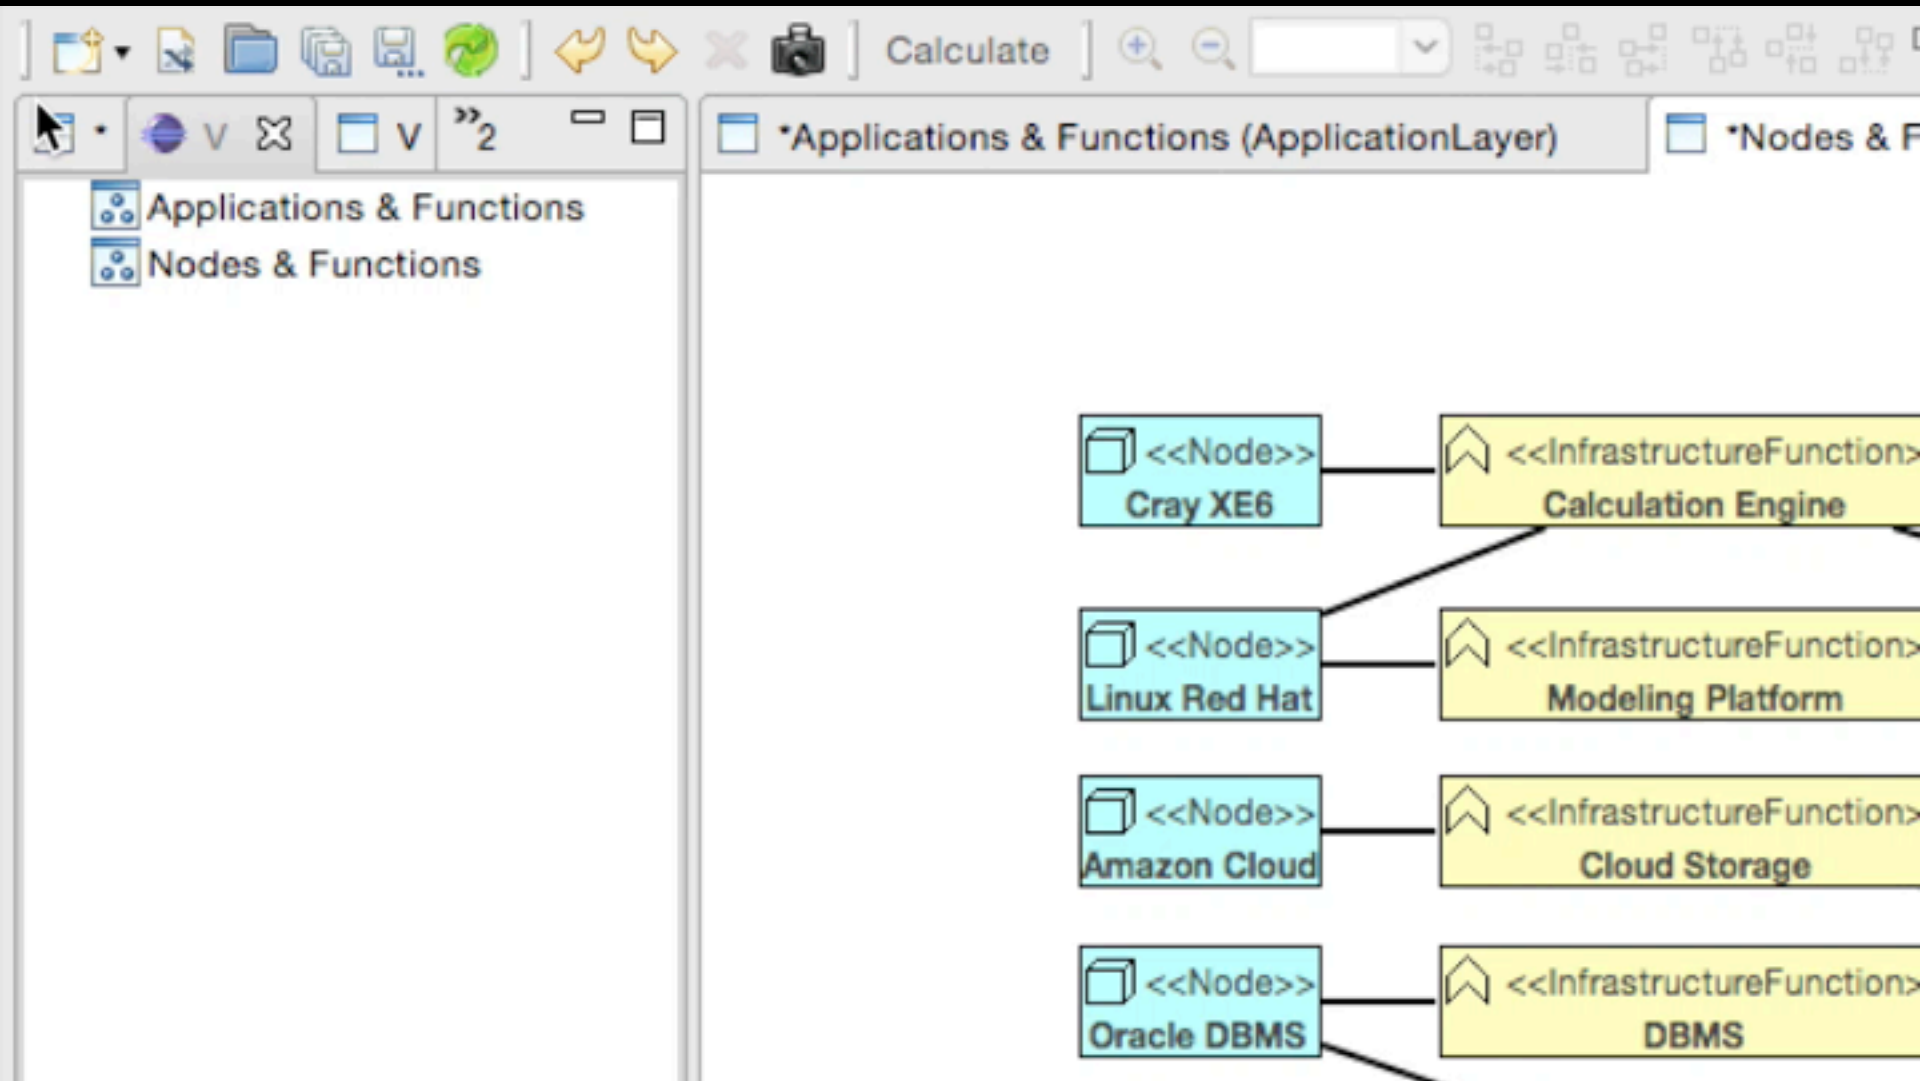 Calculate
V
V
»2
*Applications & Functions (ApplicationLayer)
*Nodes & F
Applications & Functions
Nodes & Functions
<<Node>>
Cray XE6
<<InfrastructureFunction>
Calculation Engine
<<Node>>
Linux Red Hat
<<InfrastructureFunction>
Modeling Platform
<<Node>>
Amazon Cloud
<<InfrastructureFunction>
Cloud Storage
<<Node>>
Oracle DBMS
<<InfrastructureFunction>
DBMS